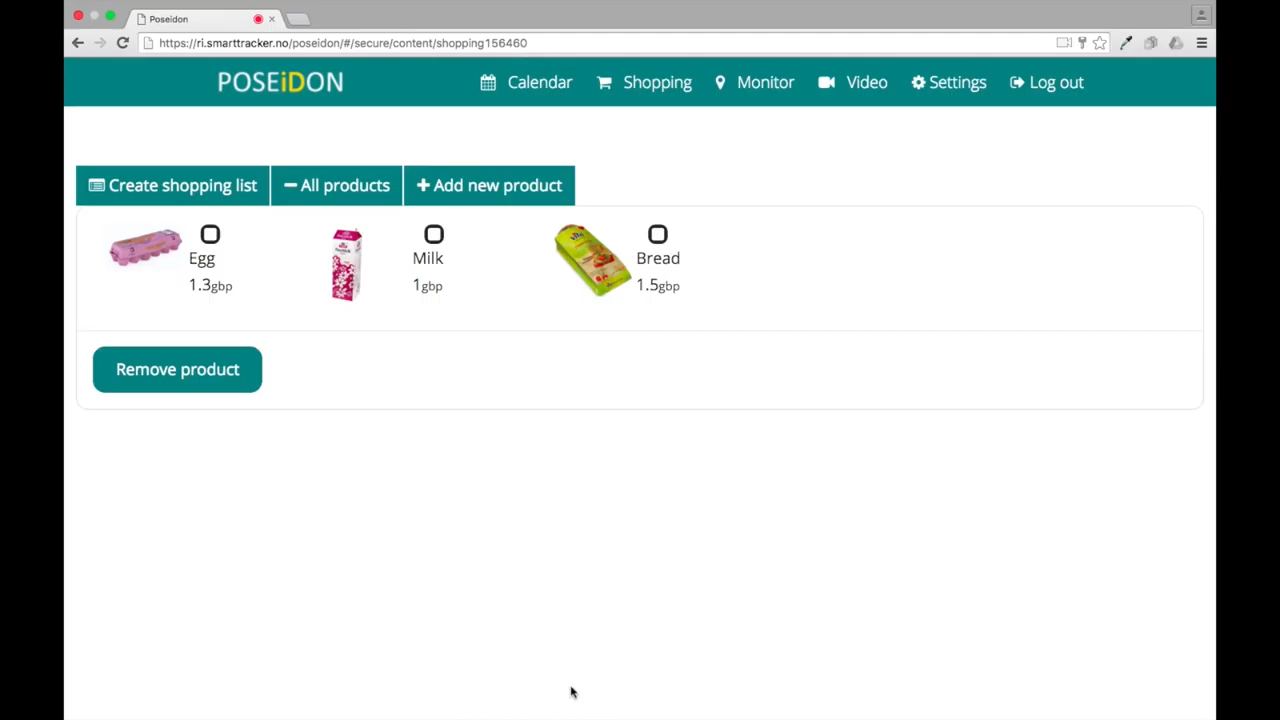 Poseidon
https://ri.smarttracker.no/poseidon/#/secure/content/shopping156460
POSEiDON Calendar Shopping Monitor Video Settings Log out
Create shopping list All products Add new product
Egg Milk Bread
1.3gbp 1gbp 1.5gbp
Remove product